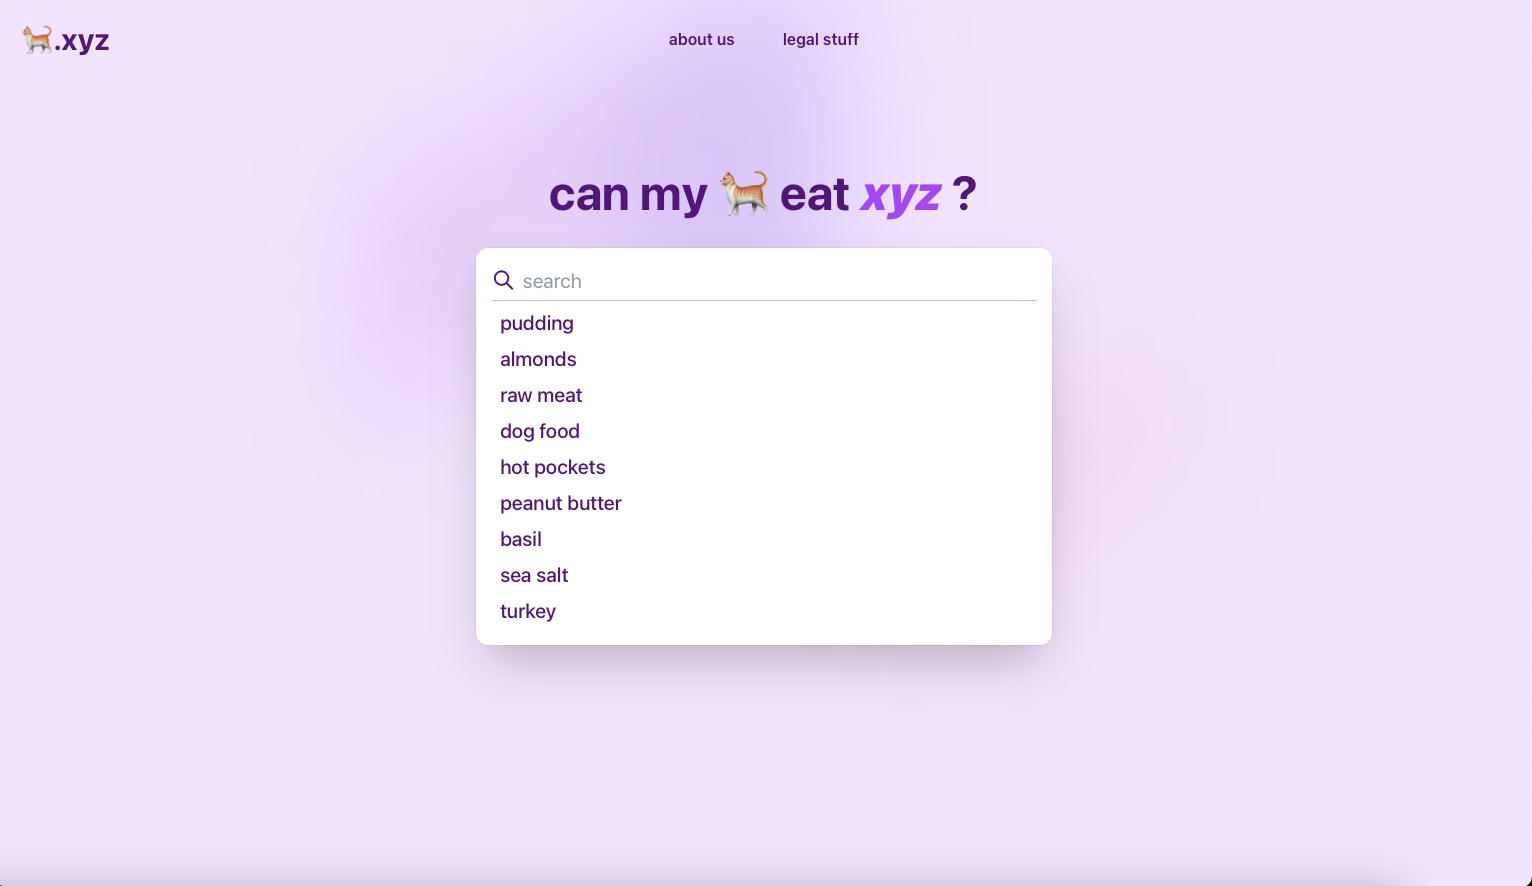 🐈.xyz
about us
legal stuff
can my 🐈 eat xyz ?
search
pudding
almonds
raw meat
dog food
hot pockets
peanut butter
basil
sea salt
turkey